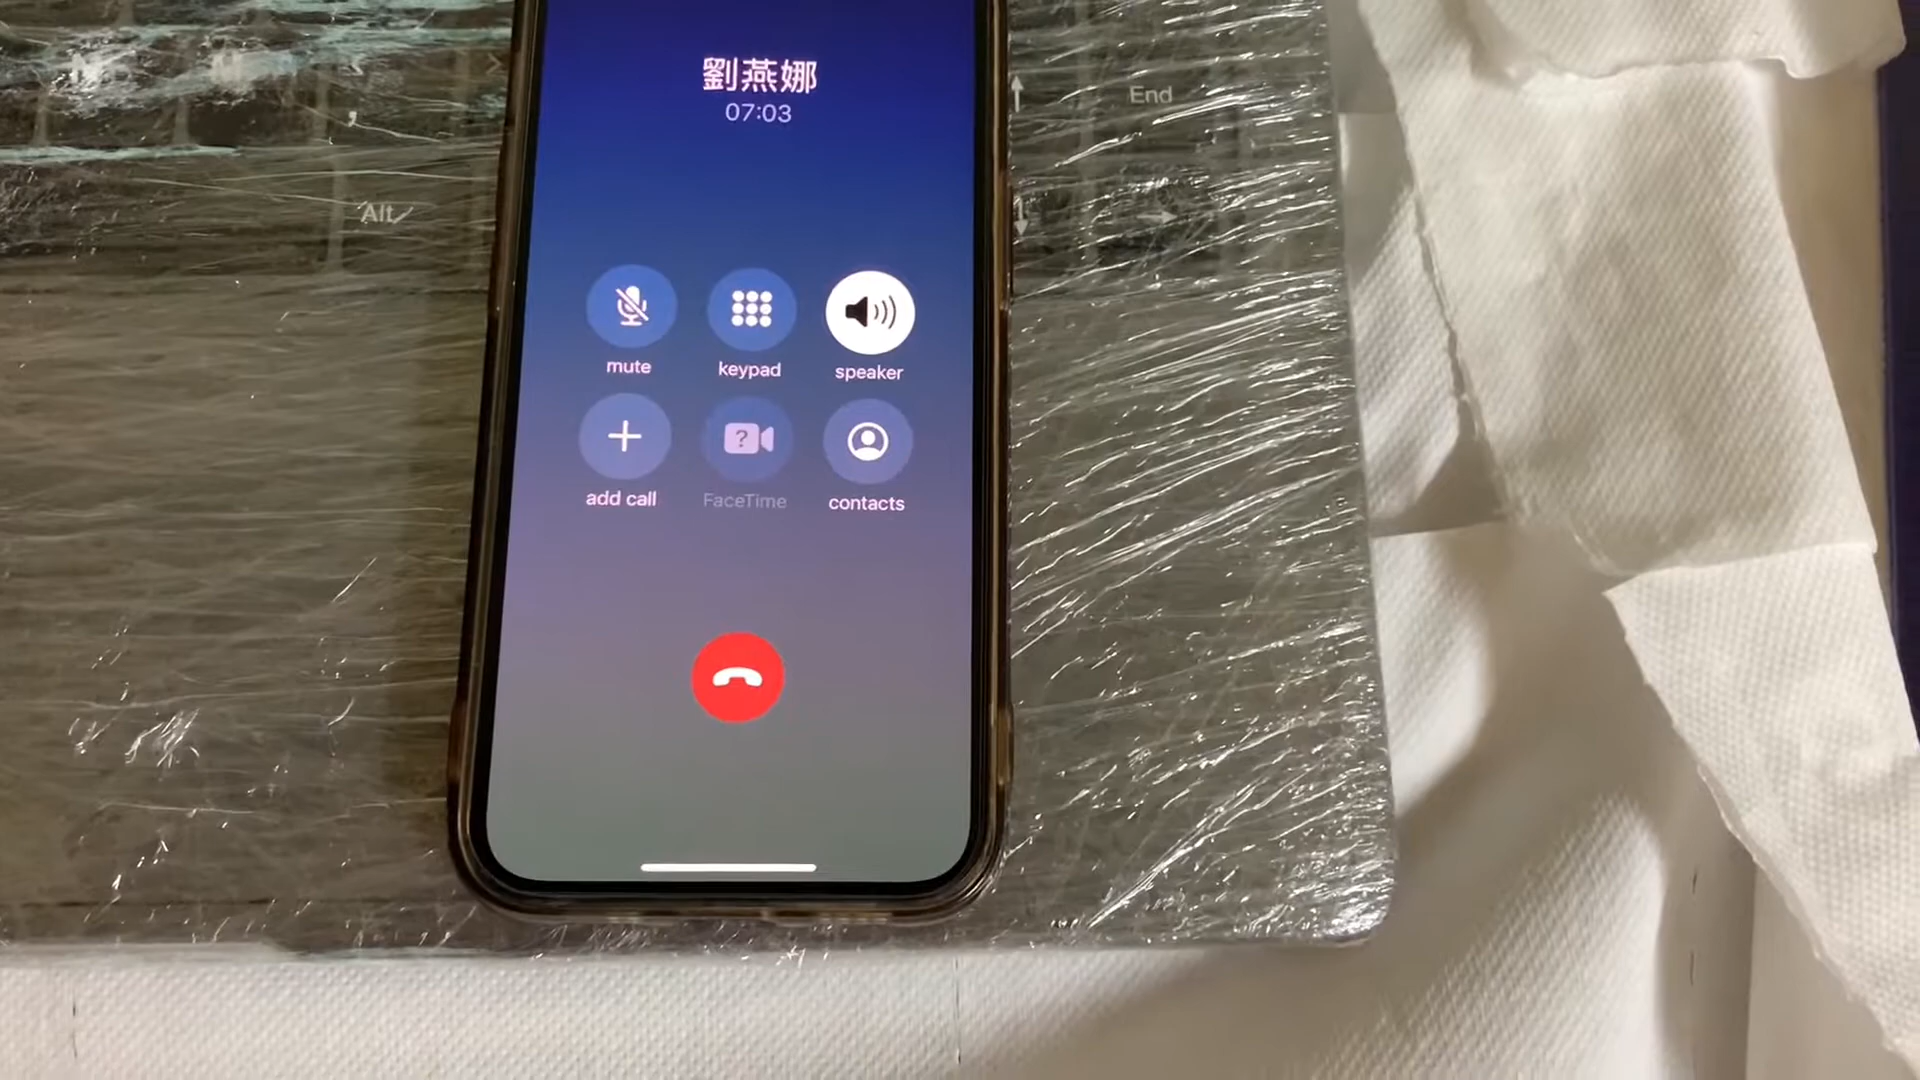 劉燕娜
07:03
End
Alt
mute
keypad
speaker
add call
FaceTime
contacts